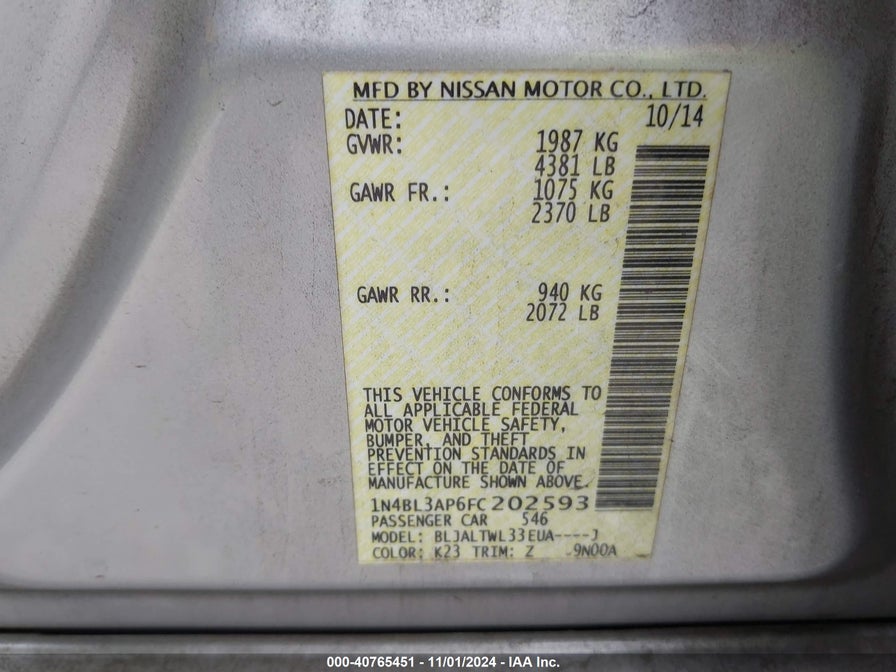 MFD BY NISSAN MOTOR CO., LTD.
DATE: 10/14
GVWR: 1987 KG
4381 LB
GAWR FR.: 1075 KG
2370 LB
GAWR RR.: 940 KG
2072 LB
THIS VEHICLE CONFORMS TO
ALL APPLICABLE FEDERAL
MOTOR VEHICLE SAFETY,
BUMPER, AND THEFT
PREVENTION STANDARDS IN
EFFECT ON THE DATE OF
MANUFACTURE SHOWN ABOVE.
1N4BL3AP6FC202593
PASSENGER CAR 546
MODEL: BLJALTWL33EUA----J
COLOR: K23 TRIM: Z -9N00A
000-40765451 - 11/01/2024 - IAA Inc.